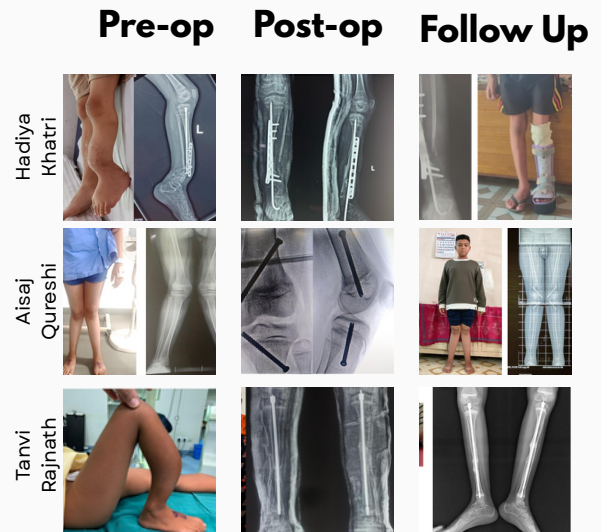 Pre-op Post-op Follow Up
Hadiya
Khatri
L
L
Aisaj
Qureshi
Tanvi
Rajnath